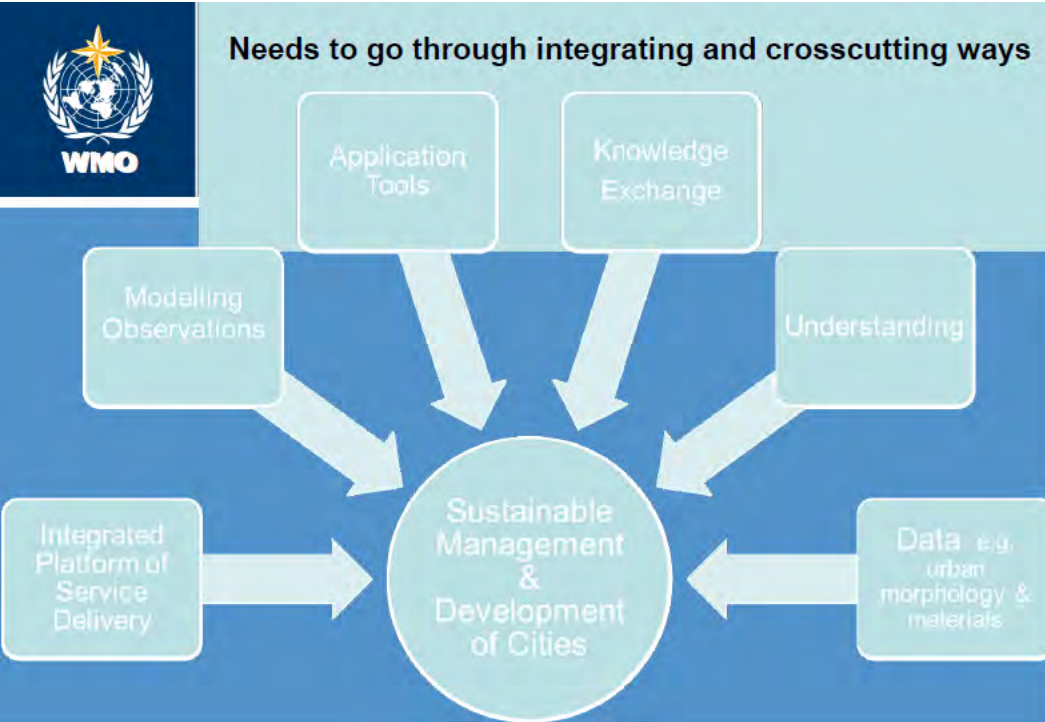 WMO
Needs to go through integrating and crosscutting ways
Application
Tools
Knowledge
Exchange
Modelling
Observations
Understanding
Integrated
Platform of
Service
Delivery
Sustainable
Management
&
Development
of Cities
Data e.g.
urban
morphology &
materials